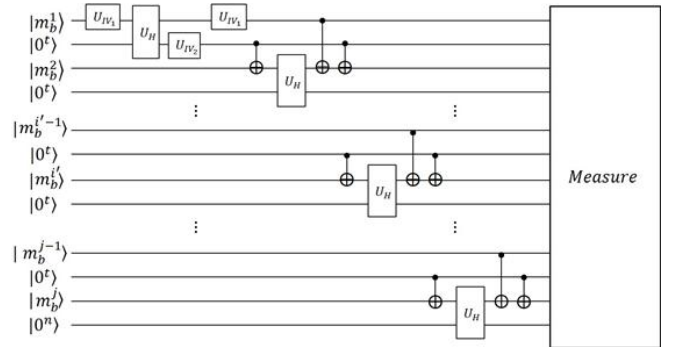 |m_b^1⟩ U_{IV_1} U_H U_{IV_1}
|0^t⟩ U_{IV_2}
|m_b^2⟩ U_H
|0^t⟩
⋮ ⋮
|m_b^{i'-1}⟩
|0^t⟩
|m_b^{i'}⟩ U_H Measure
|0^t⟩
⋮ ⋮
| m_b^{j-1}⟩
|0^t⟩
|m_b^j⟩ U_H
|0^n⟩